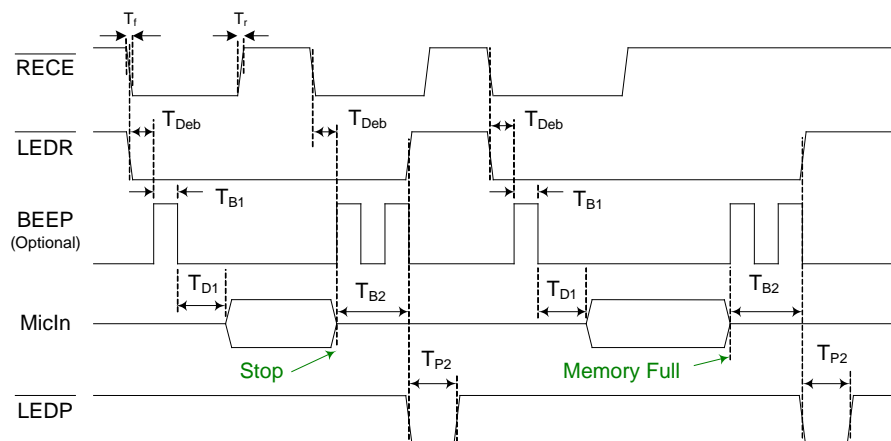 Tf Tr
RECE
TDeb TDeb TDeb
LEDR
TB1 TB1
BEEP
(Optional)
TD1 TB2 TD1 TB2
MicIn
Stop TP2 Memory Full TP2
LEDP